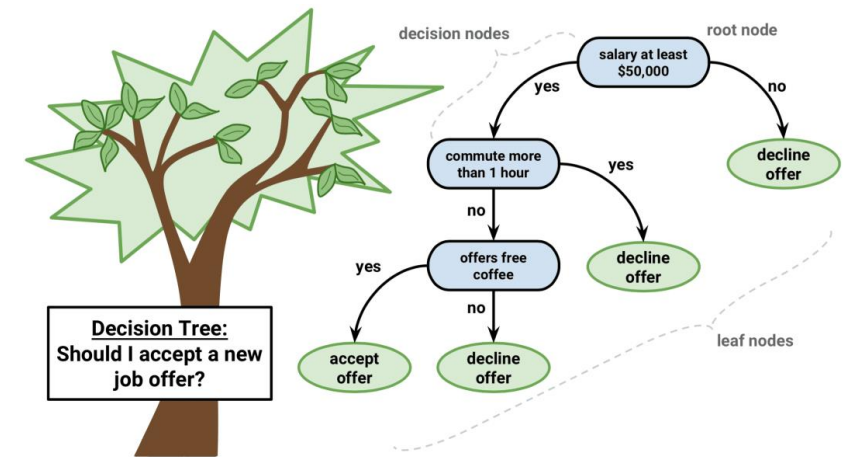 decision nodes
root node
salary at least
$50,000
yes
no
commute more
than 1 hour
decline
offer
yes
no
offers free
coffee
decline
offer
yes
no
Decision Tree:
Should I accept a new
job offer?
accept
offer
decline
offer
leaf nodes